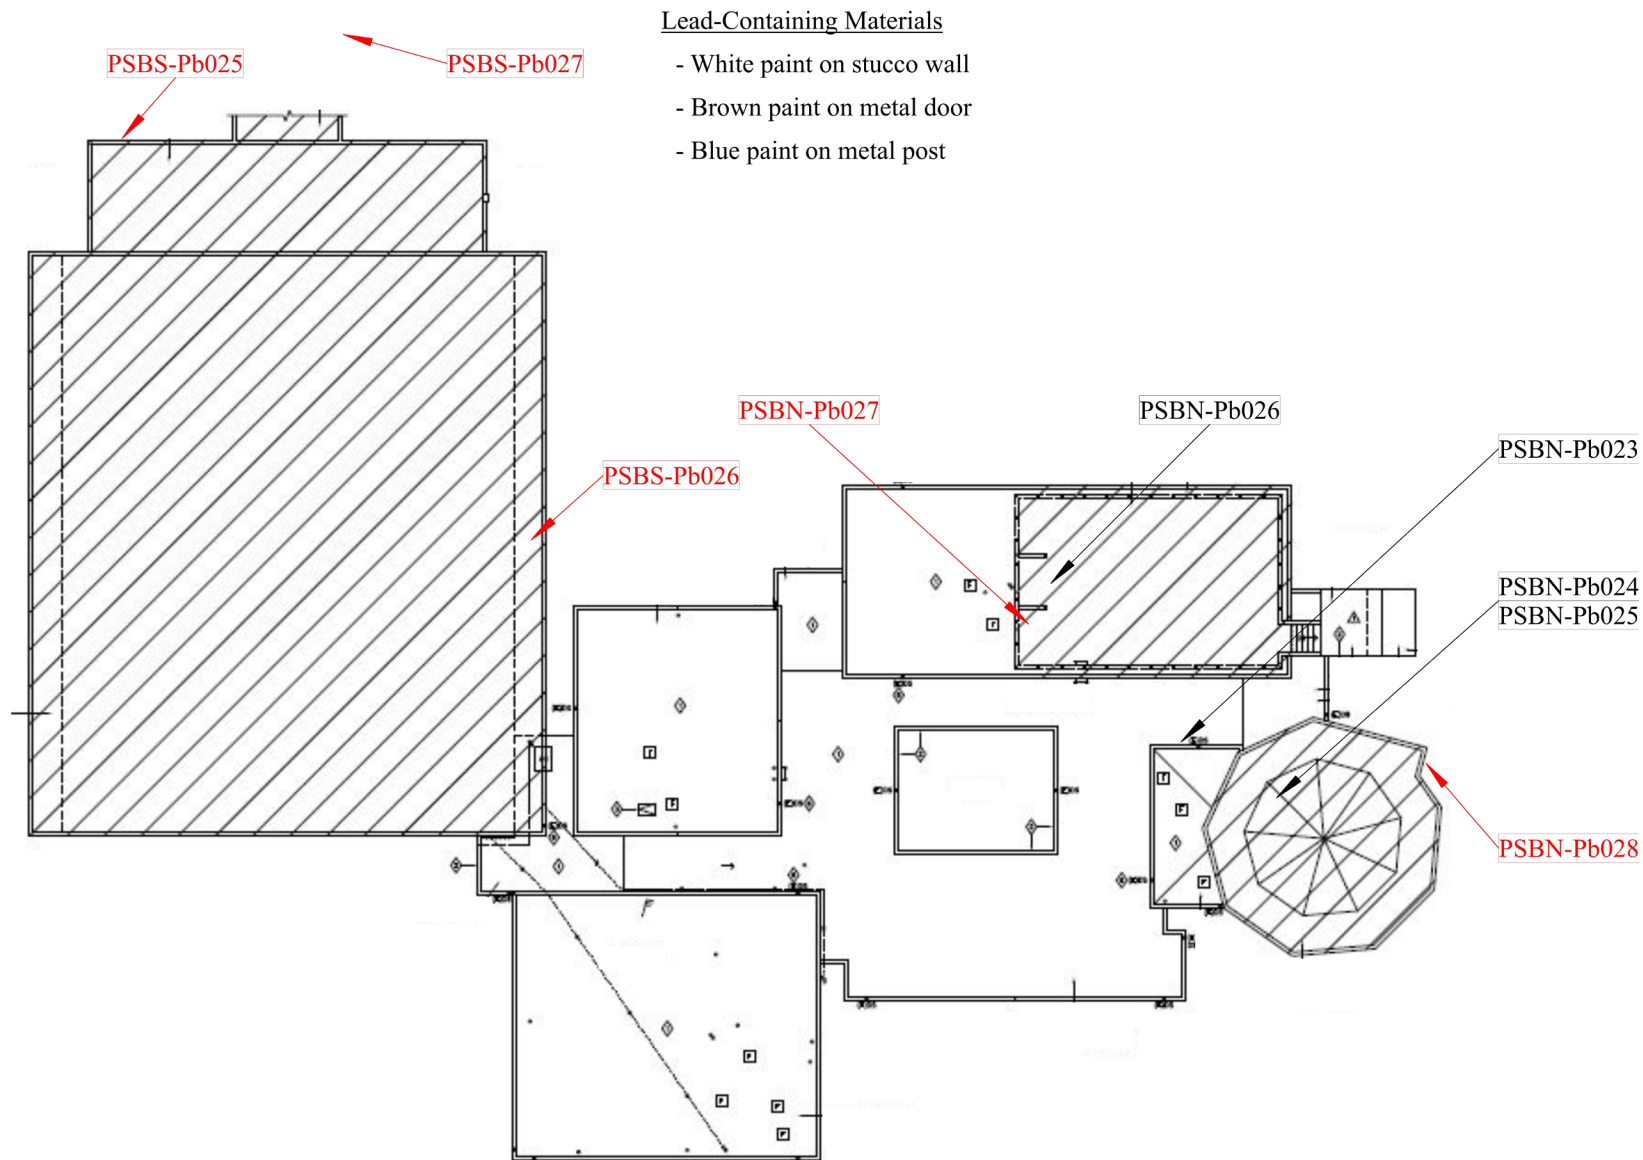 Lead-Containing Materials
- White paint on stucco wall
- Brown paint on metal door
- Blue paint on metal post
PSBS-Pb025
PSBS-Pb027
PSBN-Pb027
PSBN-Pb026
PSBN-Pb023
PSBS-Pb026
PSBN-Pb024
PSBN-Pb025
PSBN-Pb028